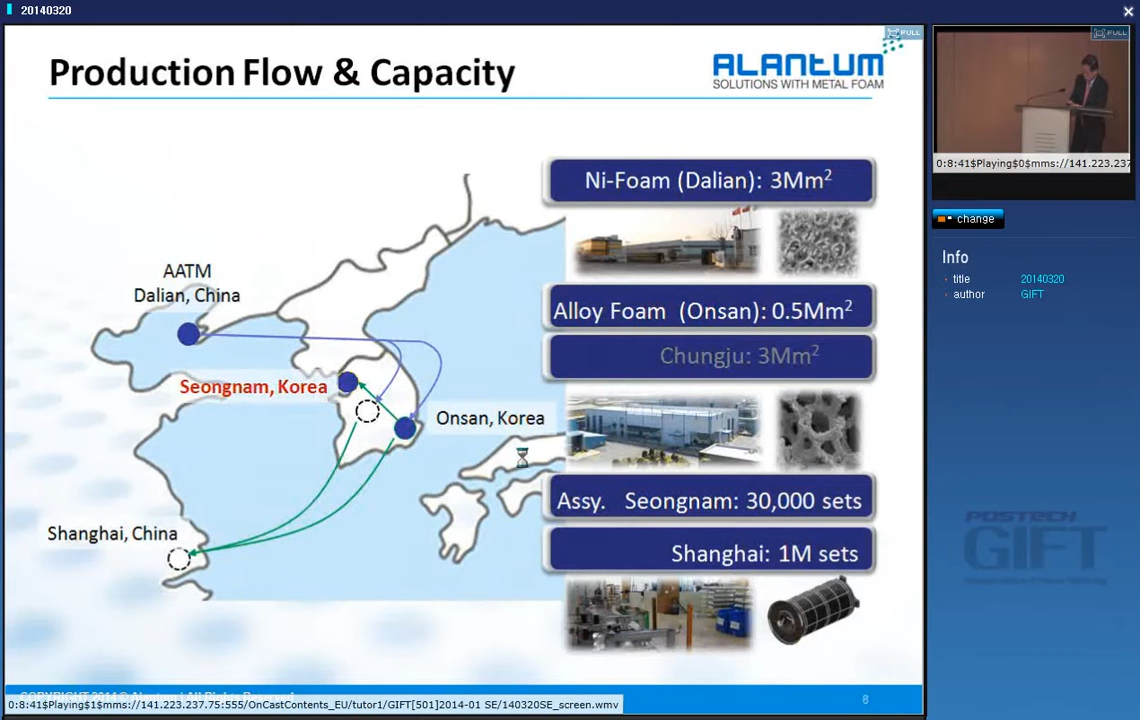 20140320
FULL
Production Flow & Capacity
ALANTUM
SOLUTIONS WITH METAL FOAM
Ni-Foam (Dalian): 3Mm²
AATM
Dalian, China
Alloy Foam (Onsan): 0.5Mm²
Chungju: 3Mm²
Seongnam, Korea
Onsan, Korea
Assy. Seongnam: 30,000 sets
Shanghai, China
Shanghai: 1M sets
COPYRIGHT 2014© Alantum | All Rights Reserved
0:8:41$Playing$1$mms://141.223.237.75:555/OnCastContents_EU/tutor1/GIFT[501]2014-01 SE/140320SE_screen.wmv
FULL
0:8:41$Playing$0$mms://141.223.237.
change
Info
title 20140320
author GIFT
POSTECH
GIFT